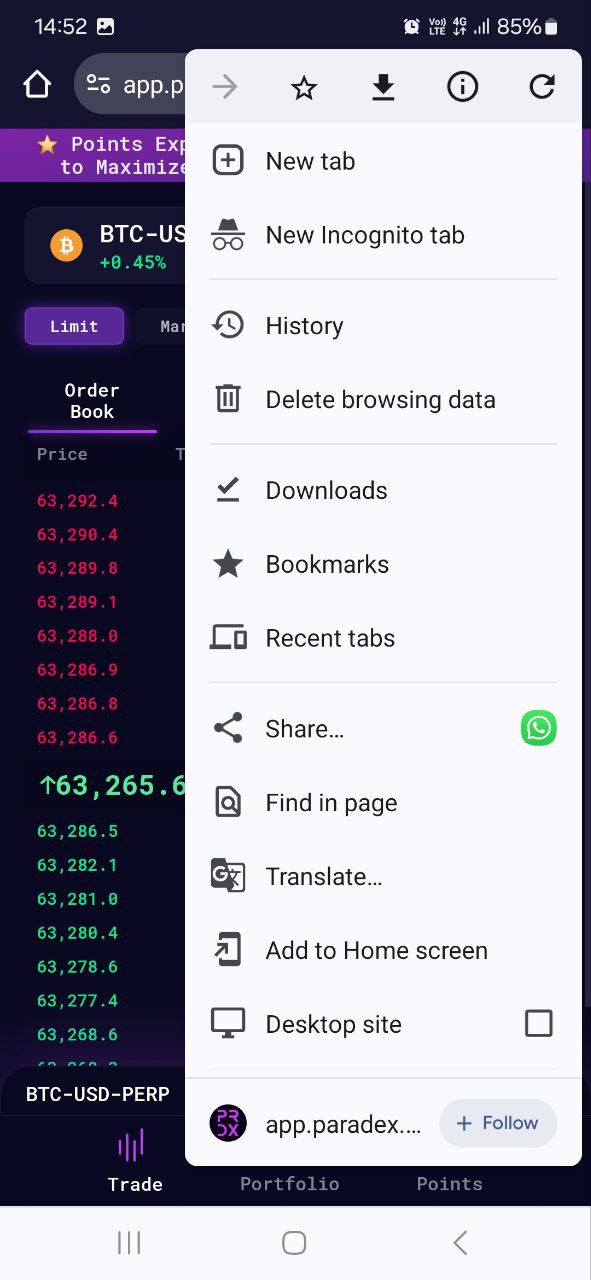 14:52
Vo))
LTE
4G
85%
app.p
Points Exp
to Maximize
BTC-US
+0.45%
Limit
Mar
Order
Book
Price
T
63,292.4
63,290.4
63,289.8
63,289.1
63,288.0
63,286.9
63,286.8
63,286.6
↑63,265.6
63,286.5
63,282.1
63,281.0
63,280.4
63,278.6
63,277.4
63,268.6
BTC-USD-PERP
Trade
Portfolio
Points
New tab
New Incognito tab
History
Delete browsing data
Downloads
Bookmarks
Recent tabs
Share…
Find in page
Translate…
Add to Home screen
Desktop site
PRDX
app.paradex.…
+ Follow